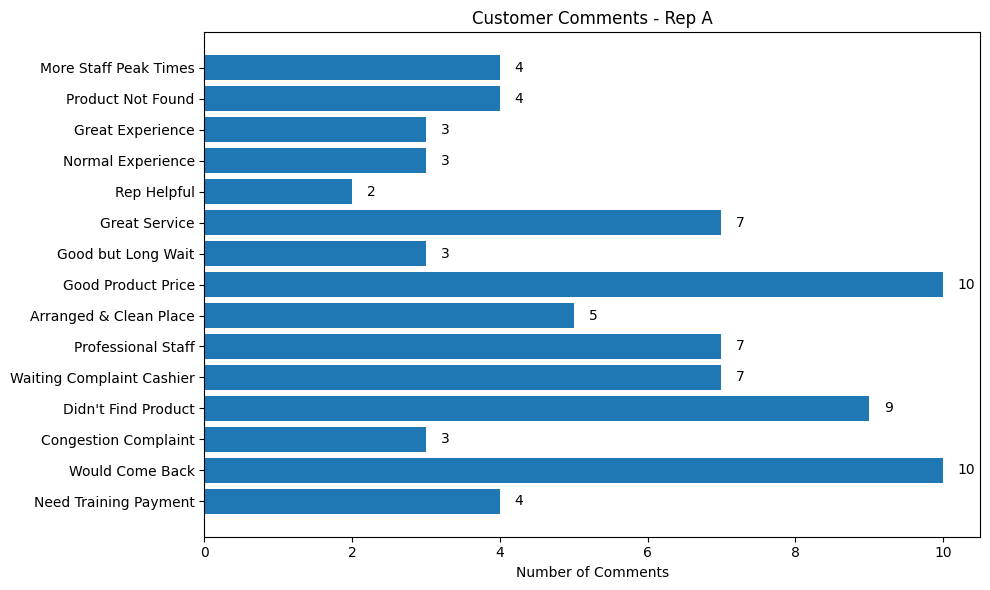 Customer Comments - Rep A
More Staff Peak Times 4
Product Not Found 4
Great Experience 3
Normal Experience 3
Rep Helpful 2
Great Service 7
Good but Long Wait 3
Good Product Price 10
Arranged & Clean Place 5
Professional Staff 7
Waiting Complaint Cashier 7
Didn't Find Product 9
Congestion Complaint 3
Would Come Back 10
Need Training Payment 4
0 2 4 6 8 10
Number of Comments